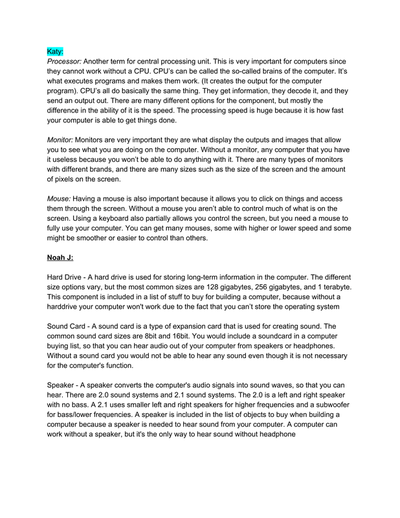 Katy:
Processor: Another term for central processing unit. This is very important for computers since
they cannot work without a CPU. CPU's can be called the so-called brains of the computer. It's
what executes programs and makes them work. (It creates the output for the computer
program). CPU's all do basically the same thing. They get information, they decode it, and they
send an output out. There are many different options for the component, but mostly the
difference in the ability of it is the speed. The processing speed is huge because it is how fast
your computer is able to get things done.
Monitor: Monitors are very important they are what display the outputs and images that allow
you to see what you are doing on the computer. Without a monitor, any computer that you have
it useless because you won't be able to do anything with it. There are many types of monitors
with different brands, and there are many sizes such as the size of the screen and the amount
of pixels on the screen.
Mouse: Having a mouse is also important because it allows you to click on things and access
them through the screen. Without a mouse you aren't able to control much of what is on the
screen. Using a keyboard also partially allows you control the screen, but you need a mouse to
fully use your computer. You can get many mouses, some with higher or lower speed and some
might be smoother or easier to control than others.
Noah J:
Hard Drive - A hard drive is used for storing long-term information in the computer. The different
size options vary, but the most common sizes are 128 gigabytes, 256 gigabytes, and 1 terabyte.
This component is included in a list of stuff to buy for building a computer, because without a
harddrive your computer won't work due to the fact that you can't store the operating system
Sound Card - A sound card is a type of expansion card that is used for creating sound. The
common sound card sizes are 8bit and 16bit. You would include a soundcard in a computer
buying list, so that you can hear audio out of your computer from speakers or headphones.
Without a sound card you would not be able to hear any sound even though it is not necessary
for the computer's function.
Speaker - A speaker converts the computer's audio signals into sound waves, so that you can
hear. There are 2.0 sound systems and 2.1 sound systems. The 2.0 is a left and right speaker
with no bass. A 2.1 uses smaller left and right speakers for higher frequencies and a subwoofer
for bass/lower frequencies. A speaker is included in the list of objects to buy when building a
computer because a speaker is needed to hear sound from your computer. A computer can
work without a speaker, but it's the only way to hear sound without headphone